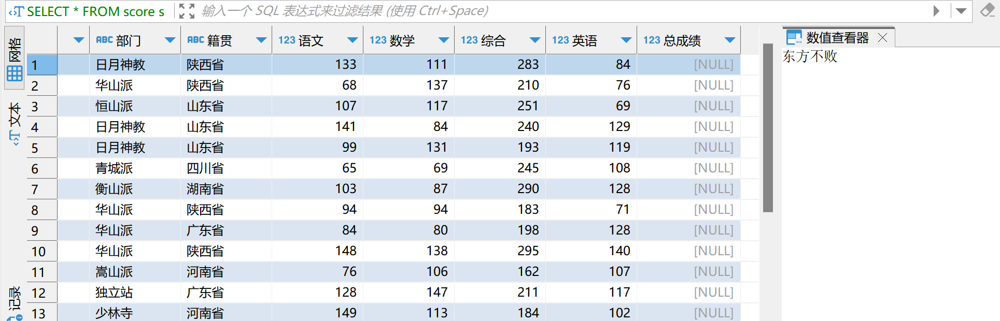 SELECT * FROM score s 输入一个 SQL 表达式来过滤结果 (使用 Ctrl+Space)
网格
文本
记录
ABC 部门 ABC 籍贯 123 语文 123 数学 123 综合 123 英语 123 总成绩
1 日月神教 陕西省 133 111 283 84 [NULL]
2 华山派 陕西省 68 137 210 76 [NULL]
3 恒山派 山东省 107 117 251 69 [NULL]
4 日月神教 山东省 141 84 240 129 [NULL]
5 日月神教 山东省 99 131 193 119 [NULL]
6 青城派 四川省 65 69 245 108 [NULL]
7 衡山派 湖南省 103 87 290 128 [NULL]
8 华山派 陕西省 94 94 183 71 [NULL]
9 华山派 广东省 84 80 198 128 [NULL]
10 华山派 陕西省 148 138 295 140 [NULL]
11 嵩山派 河南省 76 106 162 107 [NULL]
12 独立站 广东省 128 147 211 117 [NULL]
13 少林寺 河南省 149 113 184 102 [NULL]
数值查看器
东方不败